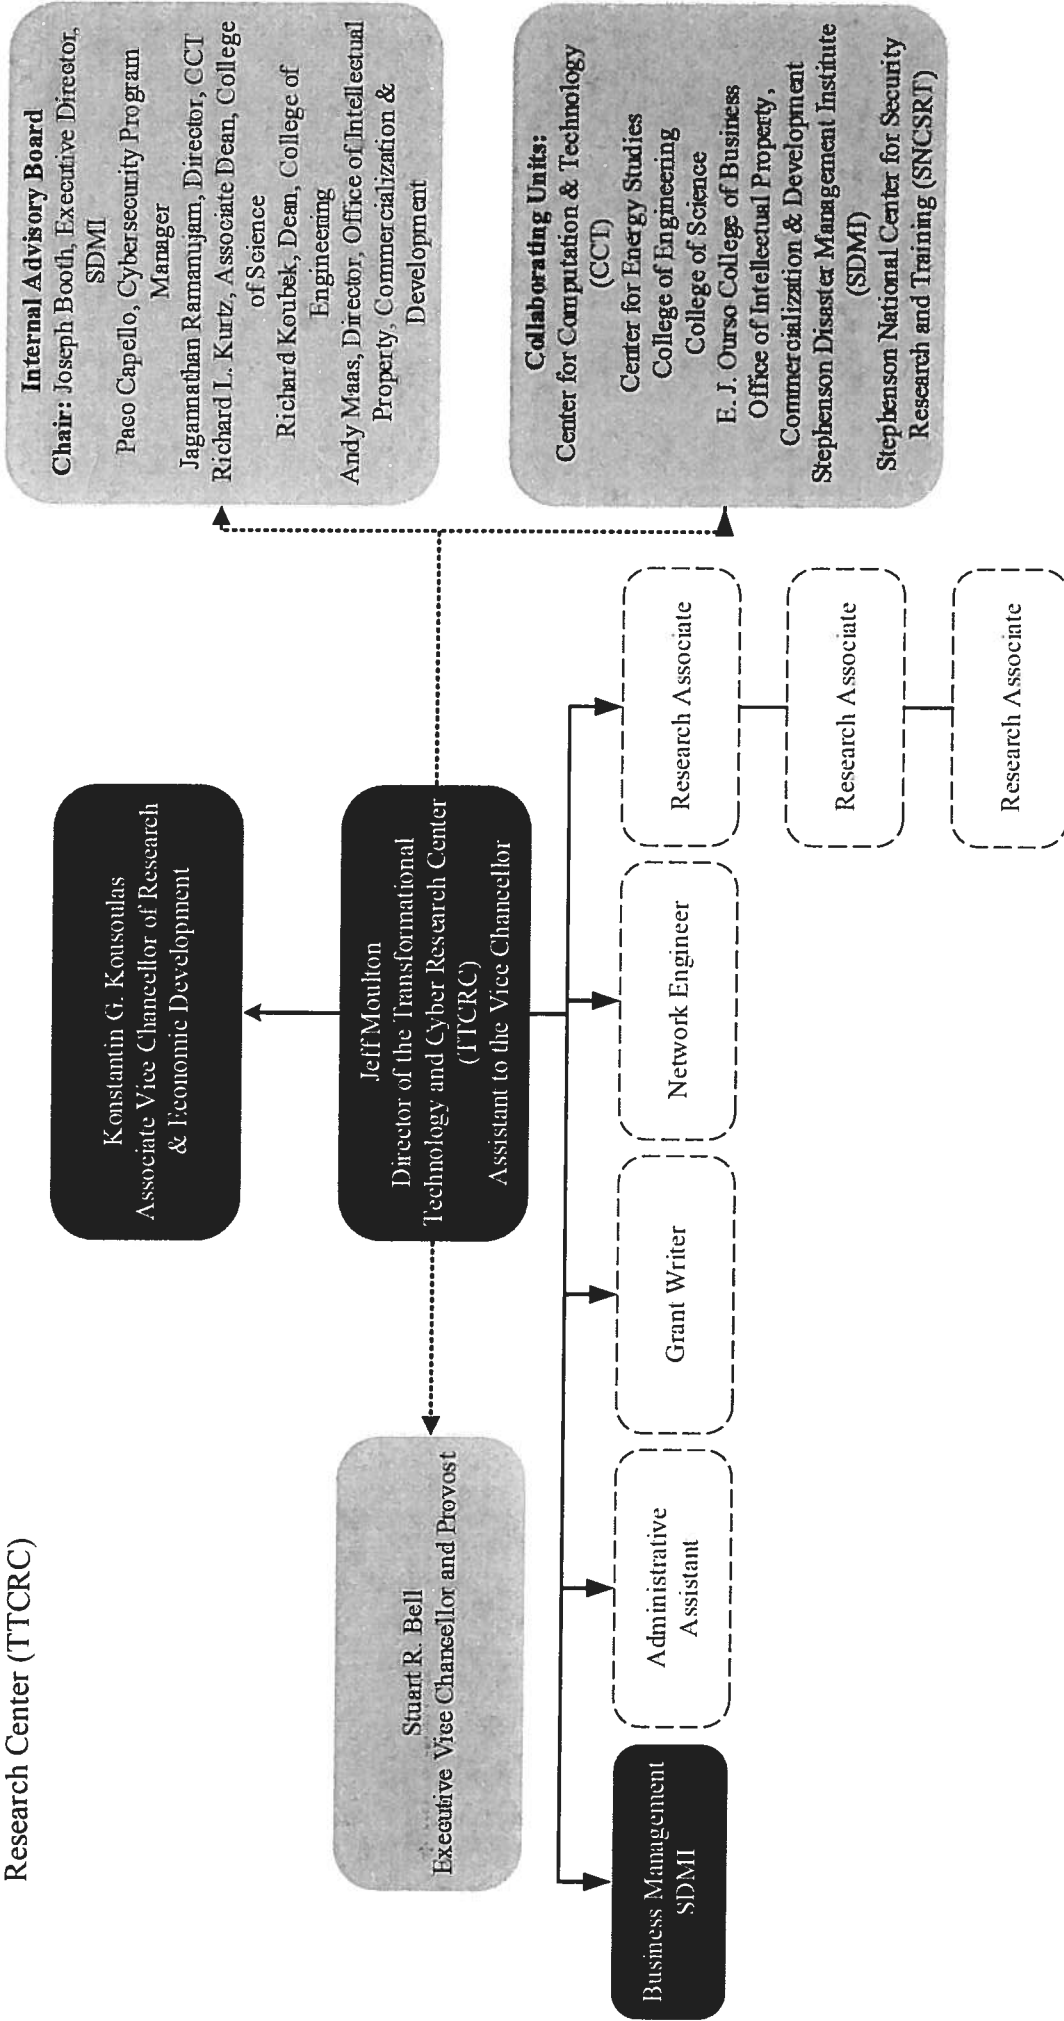 Research Center (TTCRC)
Konstantin G. Kousoulas
Associate Vice Chancellor of Research
& Economic Development
Stuart R. Bell
Executive Vice Chancellor and Provost
Jeff Moulton
Director of the Transformational
Technology and Cyber Research Center
(TTCRC)
Assistant to the Vice Chancellor
Internal Advisory Board
Chair: Joseph Booth, Executive Director,
SDMI
Paco Capello, Cybersecurity Program
Manager
Jagannathan Ramanujam, Director, CCT
Richard L. Kurtz, Associate Dean, College
of Science
Richard Koubek, Dean, College of
Engineering
Andy Maas, Director, Office of Intellectual
Property, Commercialization &
Development
Collaborating Units:
Center for Computation & Technology
(CCT)
Center for Energy Studies
College of Engineering
College of Science
E. J. Ourso College of Business
Office of Intellectual Property,
Commercialization & Development
Stephenson Disaster Management Institute
(SDMI)
Stephenson National Center for Security
Research and Training (SNCSRT)
Business Management
SDMI
Administrative
Assistant
Grant Writer
Network Engineer
Research Associate
Research Associate
Research Associate